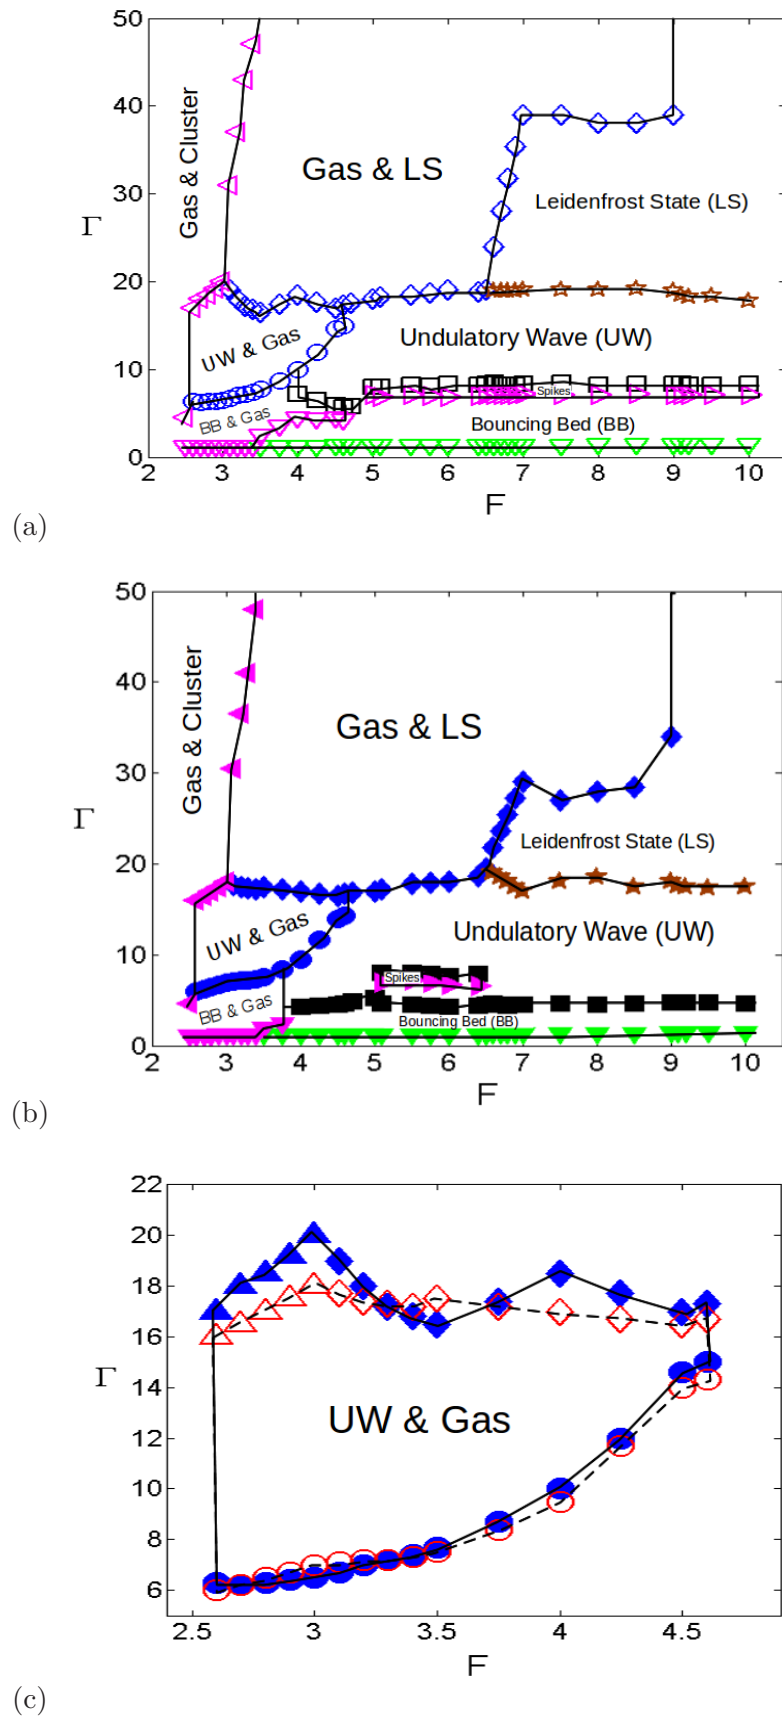 50
40
30
20
10
0
Γ
Gas & Cluster
Gas & LS
Leidenfrost State (LS)
UW & Gas
Undulatory Wave (UW)
BB & Gas
Spikes
Bouncing Bed (BB)
2 3 4 5 6 7 8 9 10
F
(a)
50
40
30
20
10
0
Γ
Gas & Cluster
Gas & LS
Leidenfrost State (LS)
UW & Gas
Undulatory Wave (UW)
Spikes
BB & Gas
Bouncing Bed (BB)
2 3 4 5 6 7 8 9 10
F
(b)
22
20
18
16
14
12
10
8
6
Γ
UW & Gas
2.5 3 3.5 4 4.5
F
(c)